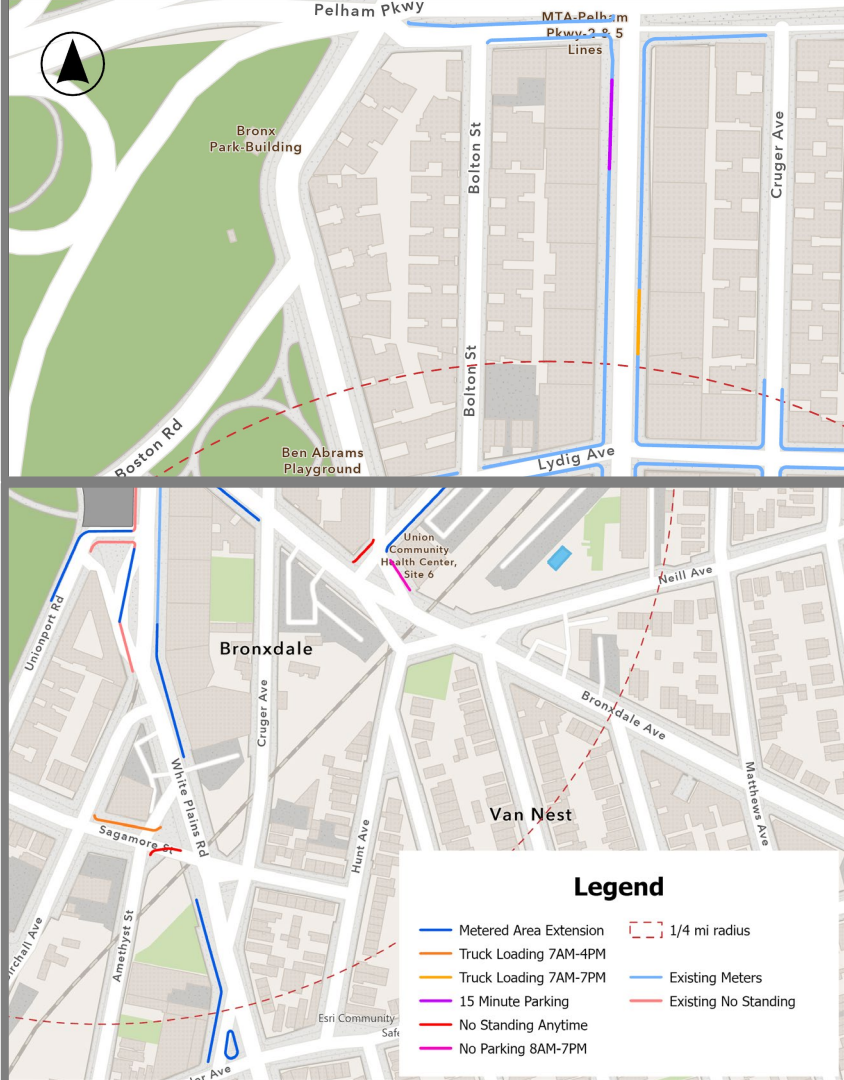 Pelham Pkwy
MTA-Pelham
Pkwy-2 & 5
Lines
Bronx
Park-Building
Bolton St
Cruger Ave
Bolton St
Boston Rd
Ben Abrams
Playground
Lydig Ave
Union
Community
Health Center,
Site 6
Neill Ave
Unionport Rd
Bronxdale
Cruger Ave
Bronxdale Ave
White Plains Rd
Matthews Ave
Van Nest
Sagamore St
Hunt Ave
Amethyst St
Legend
Metered Area Extension
1/4 mi radius
Truck Loading 7AM-4PM
Truck Loading 7AM-7PM
Existing Meters
15 Minute Parking
Existing No Standing
No Standing Anytime
No Parking 8AM-7PM
Esri Community